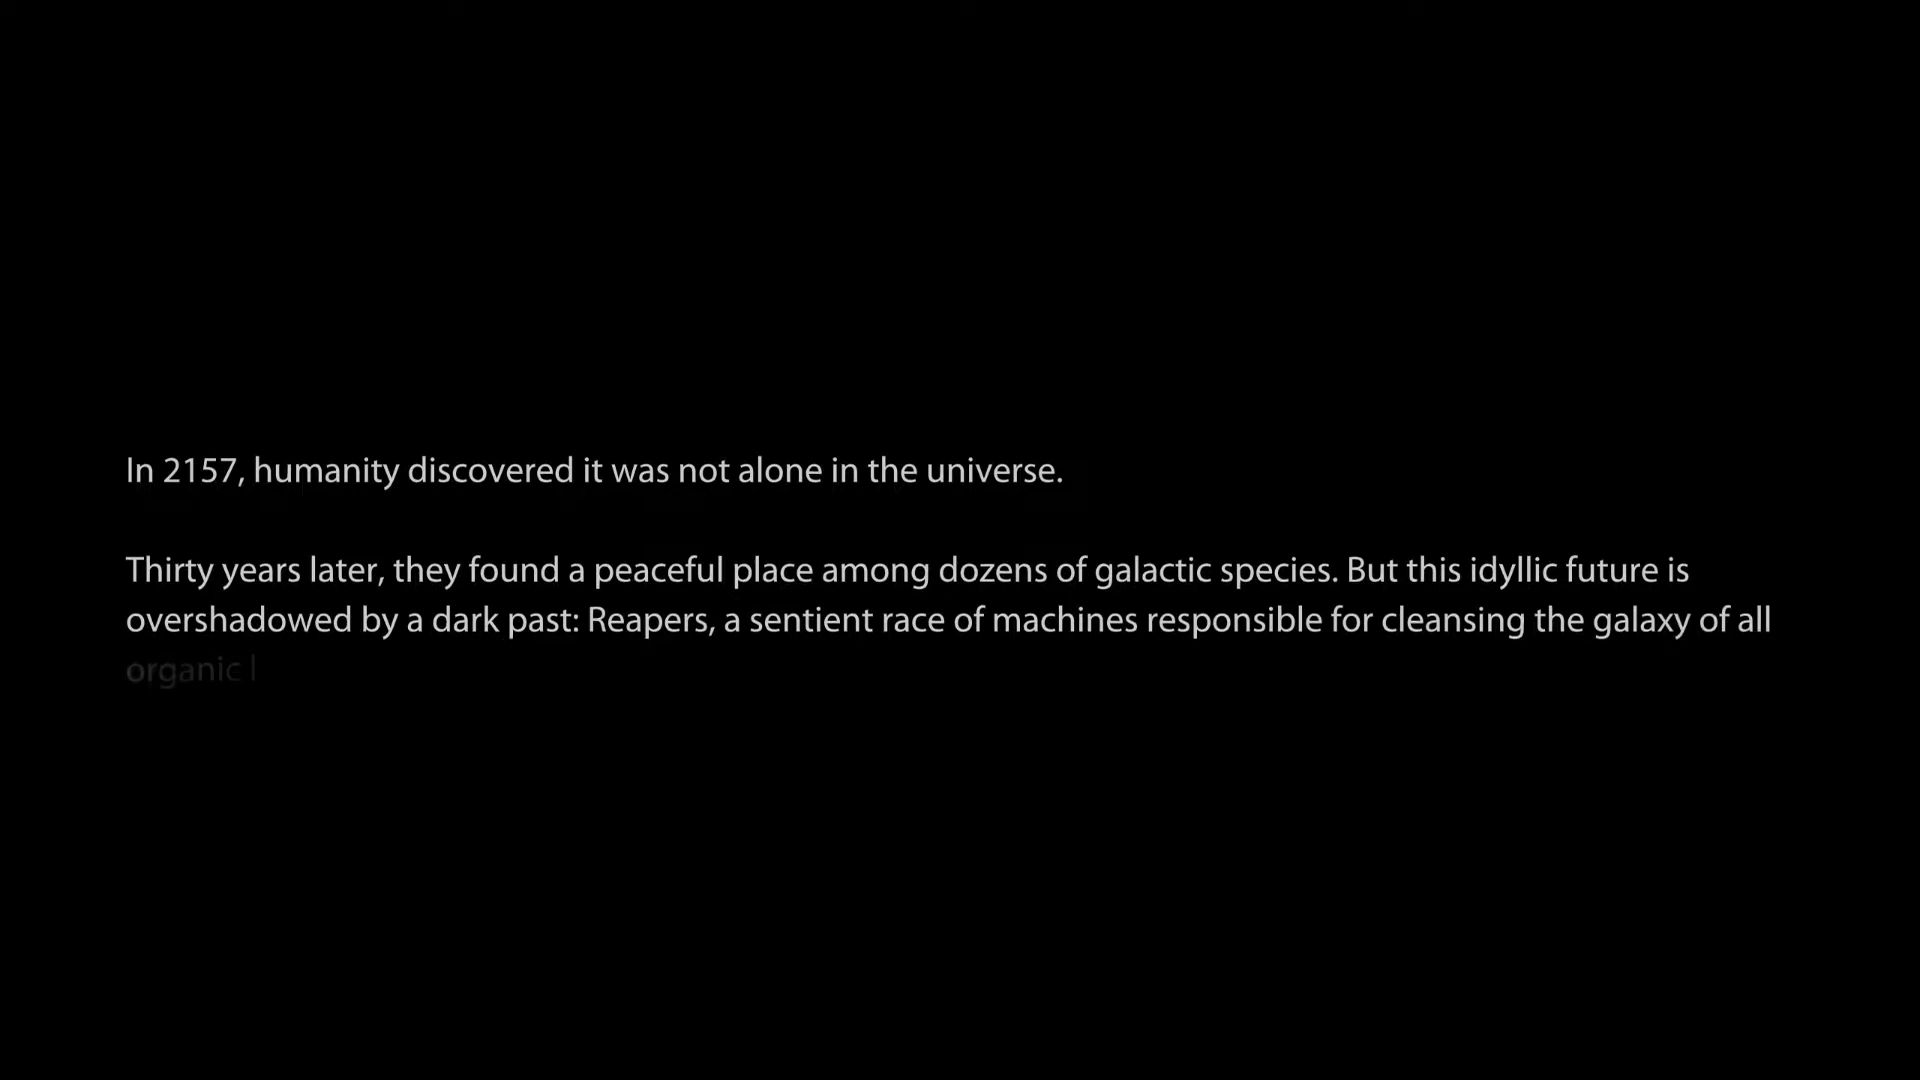 In 2157, humanity discovered it was not alone in the universe.
Thirty years later, they found a peaceful place among dozens of galactic species. But this idyllic future is
overshadowed by a dark past: Reapers, a sentient race of machines responsible for cleansing the galaxy of all
organic l